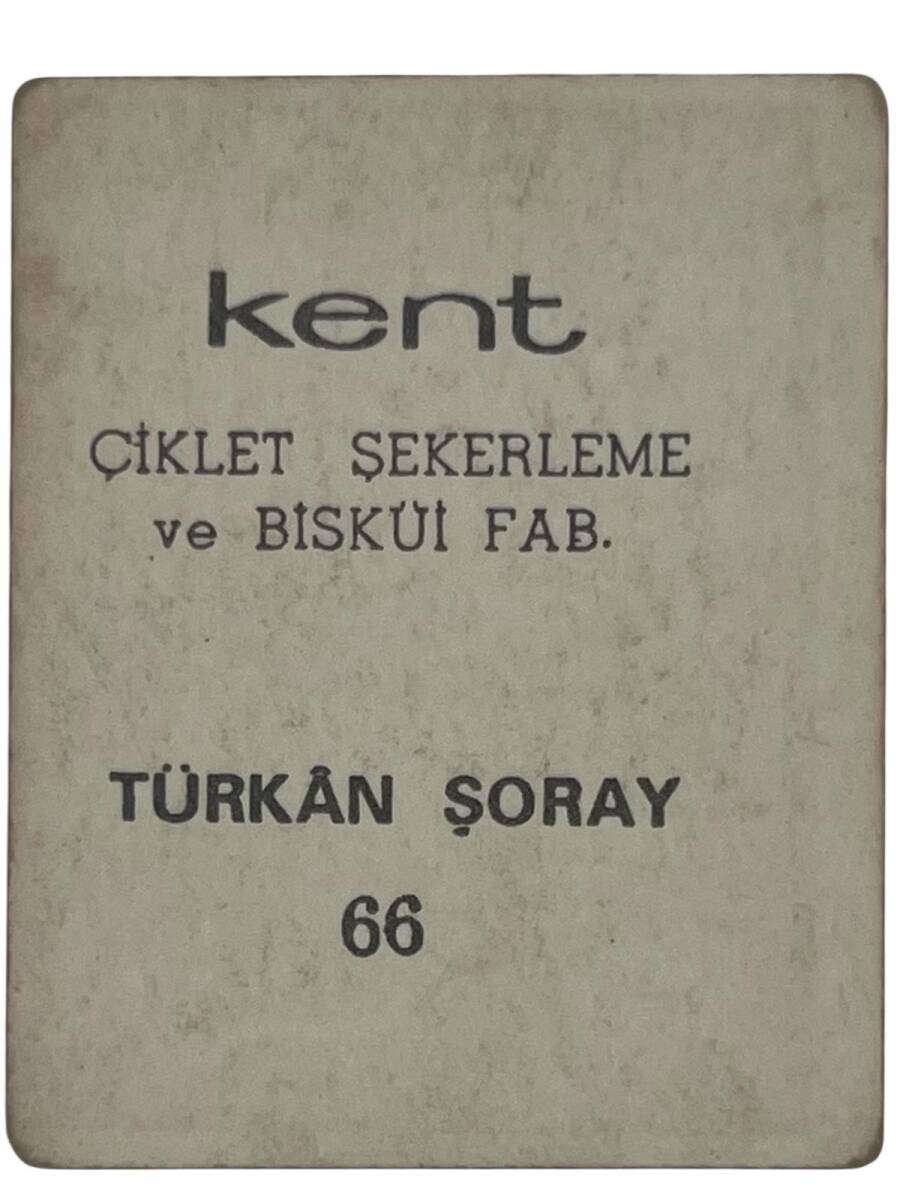 kent
ÇİKLET ŞEKERLEME
ve BİSKÜİ FAB.
TÜRKÂN ŞORAY
66